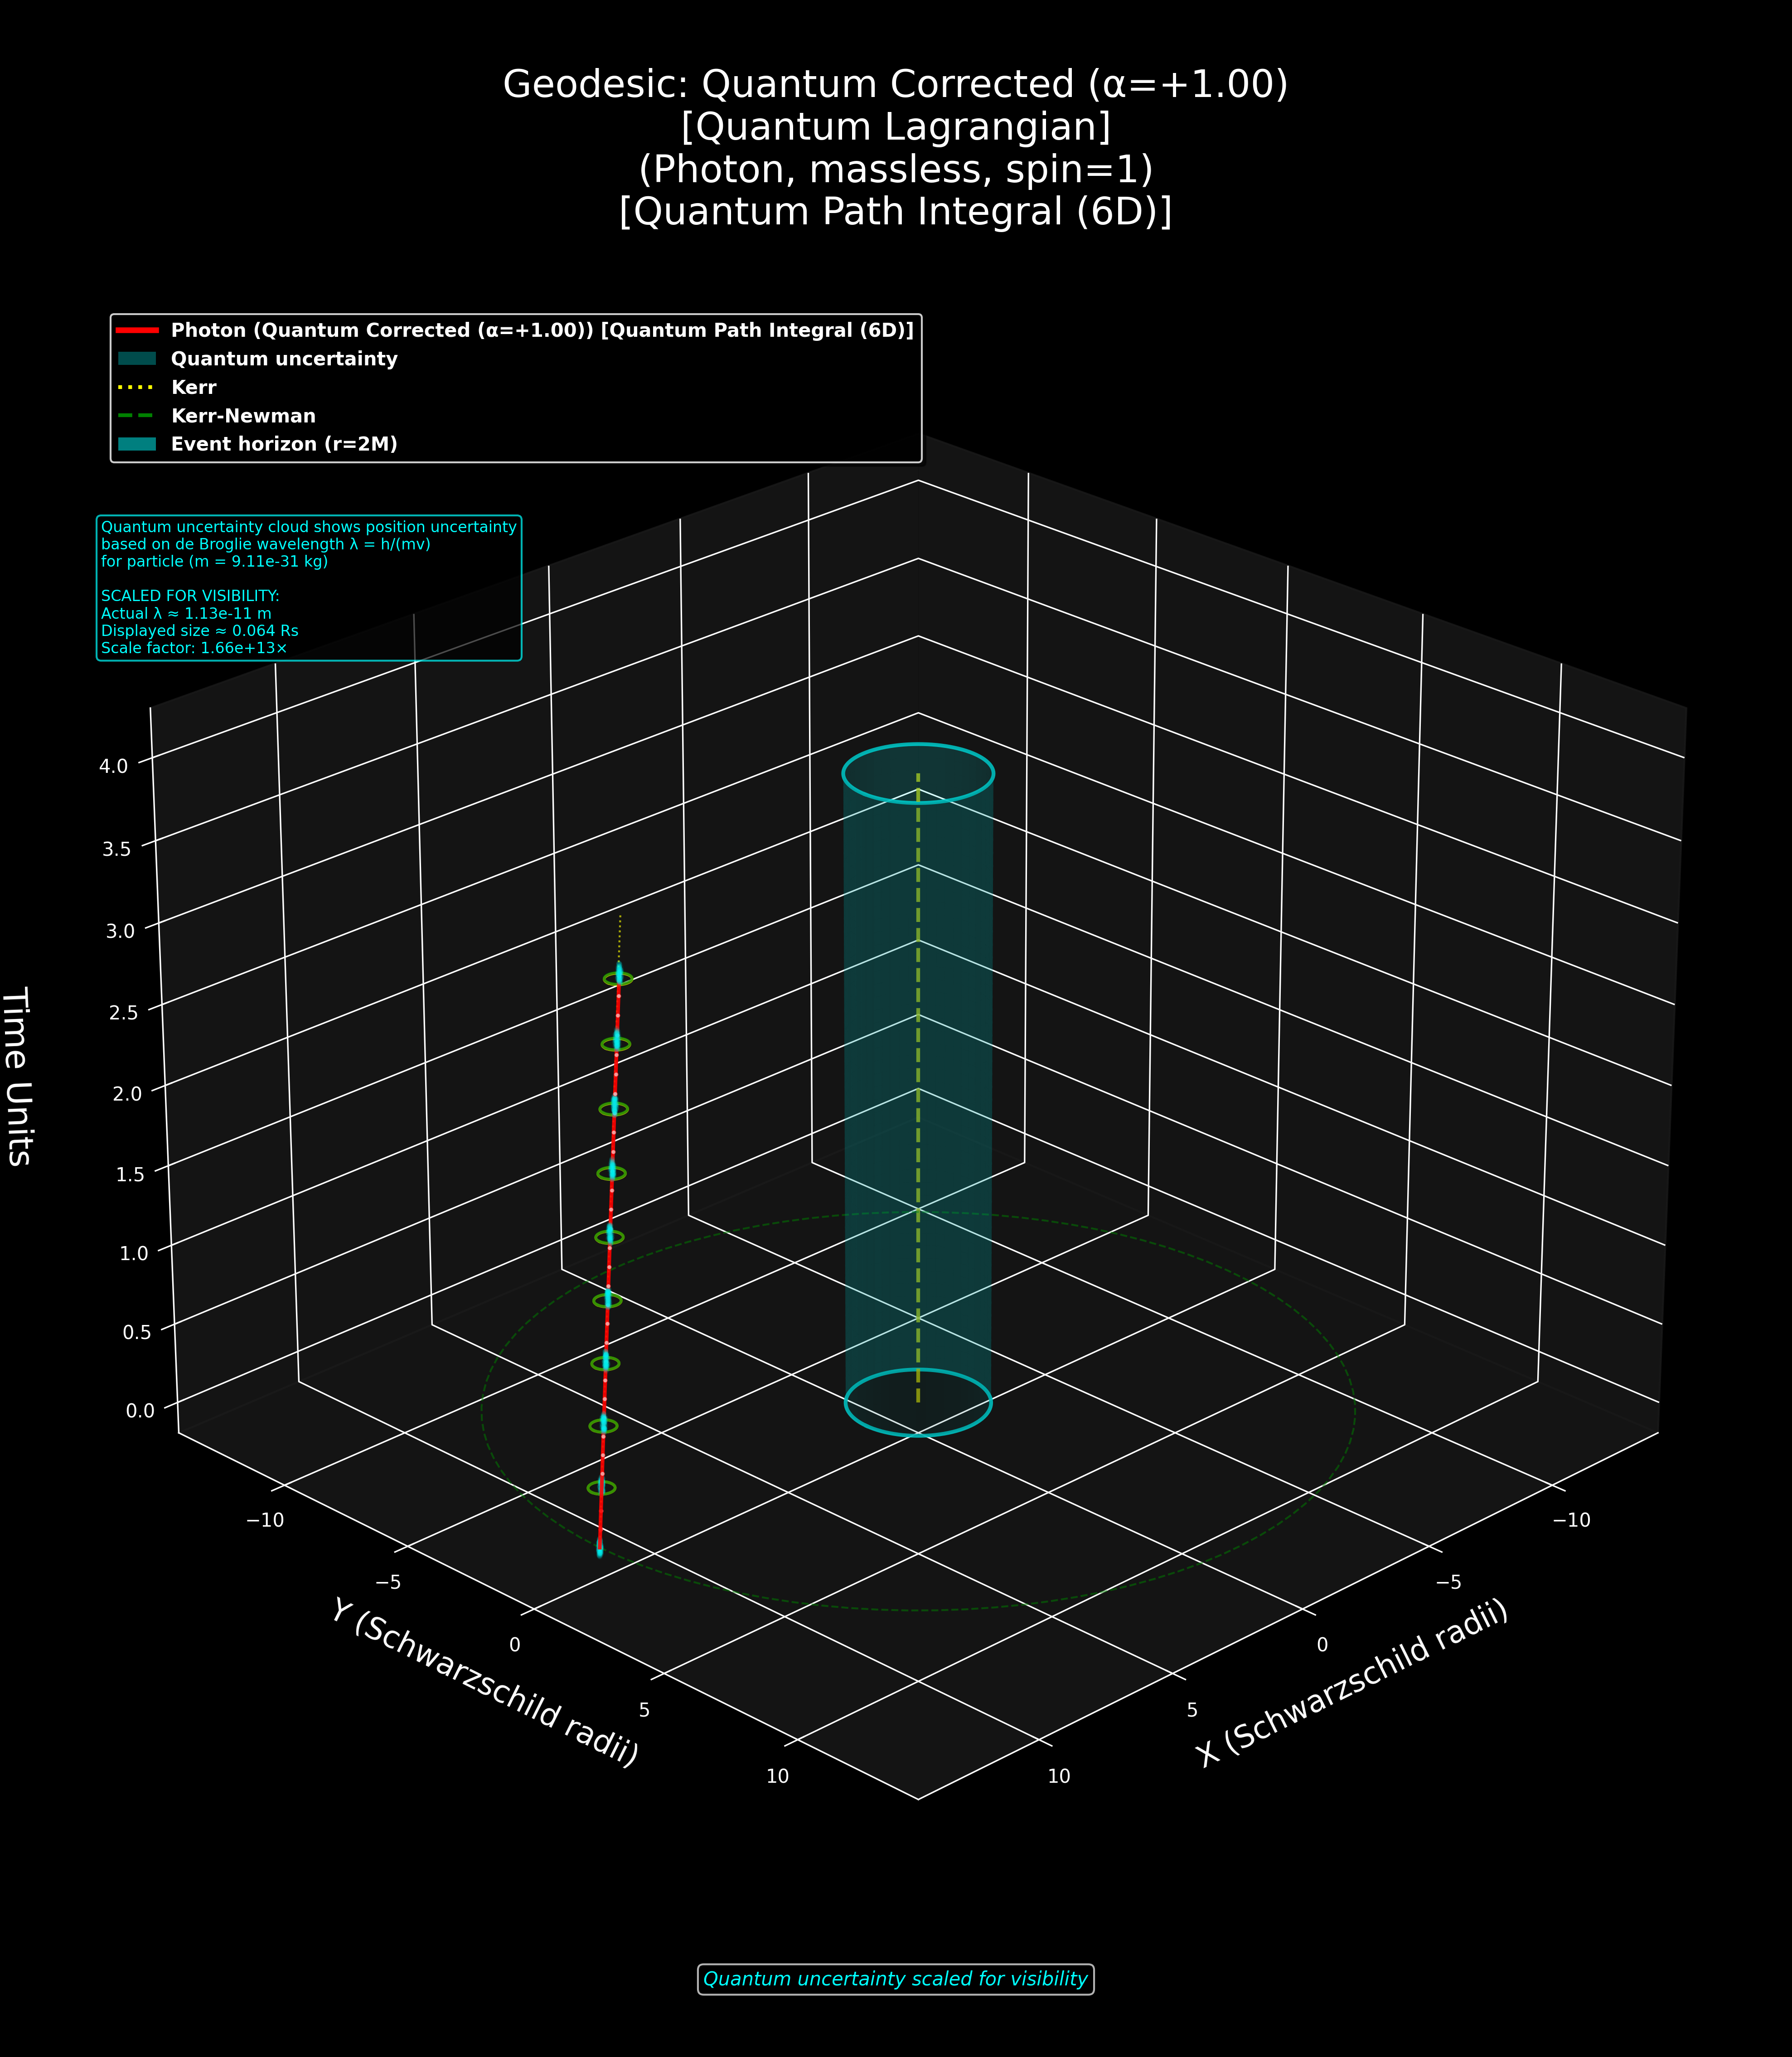 Geodesic: Quantum Corrected (α=+1.00)
[Quantum Lagrangian]
(Photon, massless, spin=1)
[Quantum Path Integral (6D)]
Photon (Quantum Corrected (α=+1.00)) [Quantum Path Integral (6D)]
Quantum uncertainty
Kerr
Kerr-Newman
Event horizon (r=2M)
Quantum uncertainty cloud shows position uncertainty
based on de Broglie wavelength λ = h/(mv)
for particle (m = 9.11e-31 kg)
SCALED FOR VISIBILITY:
Actual λ ≈ 1.13e-11 m
Displayed size ≈ 0.064 Rs
Scale factor: 1.66e+13×
4.0
3.5
3.0
2.5
2.0
1.5
1.0
0.5
0.0
Time Units
−10
−5
0
5
10
Y (Schwarzschild radii)
−10
−5
0
5
10
X (Schwarzschild radii)
Quantum uncertainty scaled for visibility